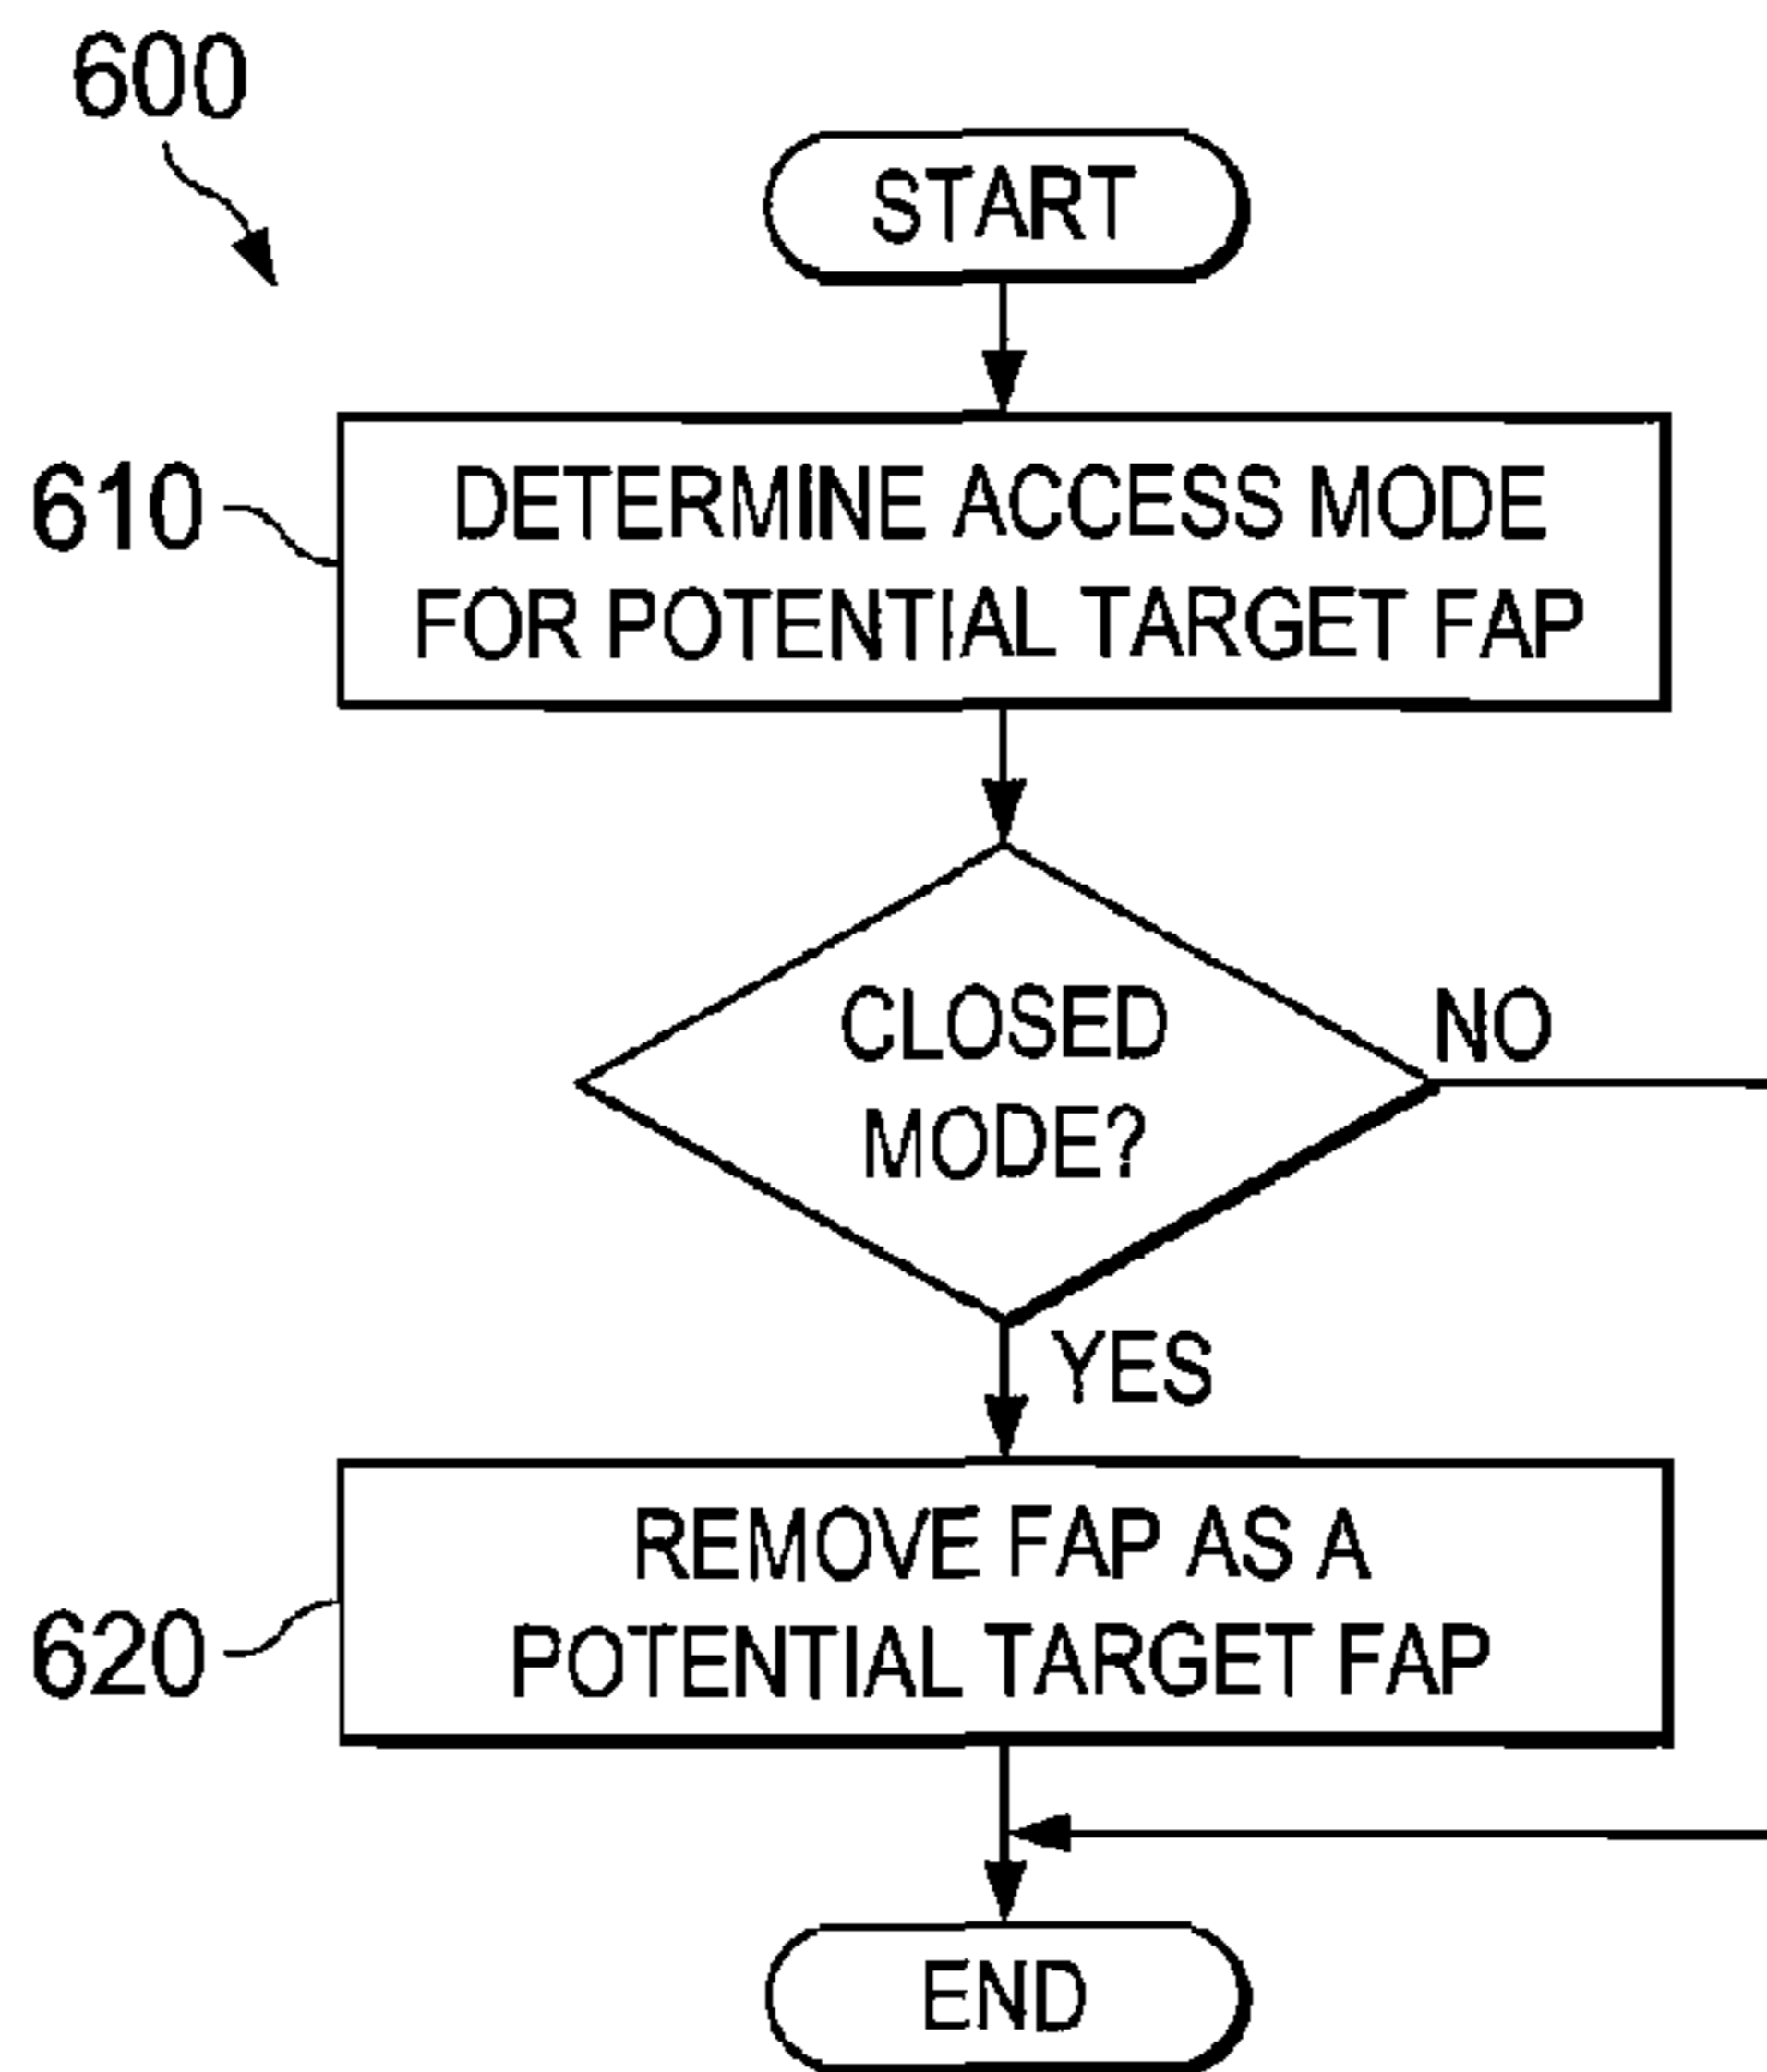 600
START
610
DETERMINE ACCESS MODE
FOR POTENTIAL TARGET FAP
CLOSED
MODE?
NO
YES
620
REMOVE FAP AS A
POTENTIAL TARGET FAP
END